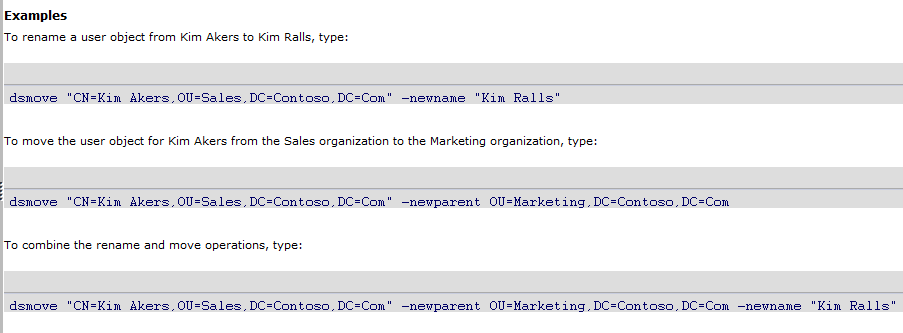 Examples
To rename a user object from Kim Akers to Kim Ralls, type:
dsmove "CN=Kim Akers,OU=Sales,DC=Contoso,DC=Com" –newname "Kim Ralls"
To move the user object for Kim Akers from the Sales organization to the Marketing organization, type:
dsmove "CN=Kim Akers,OU=Sales,DC=Contoso,DC=Com" –newparent OU=Marketing,DC=Contoso,DC=Com
To combine the rename and move operations, type:
dsmove "CN=Kim Akers,OU=Sales,DC=Contoso,DC=Com" –newparent OU=Marketing,DC=Contoso,DC=Com –newname "Kim Ralls"